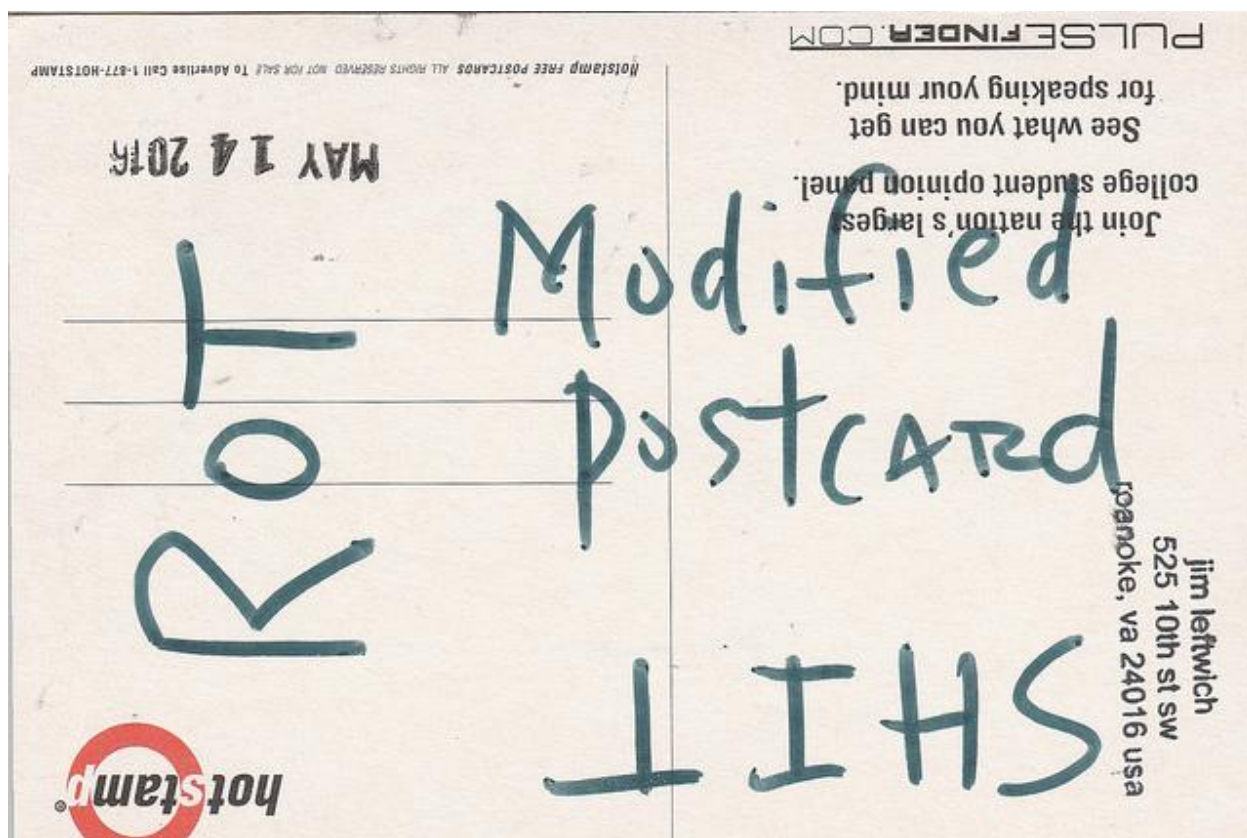 PULSEFINDER.COM
for speaking your mind.
See what you can get
college student opinion panel.
Join the nation's largest
Hotstamp FREE POSTCARDS ALL RIGHTS RESERVED NOT FOR SALE To Advertise Call 1-877-HOTSTAMP
MAY 14 2016
ROT
Modified
Postcard
SHIT
jim leftwich
525 10th st sw
roanoke, va 24016 usa
hotstamp®